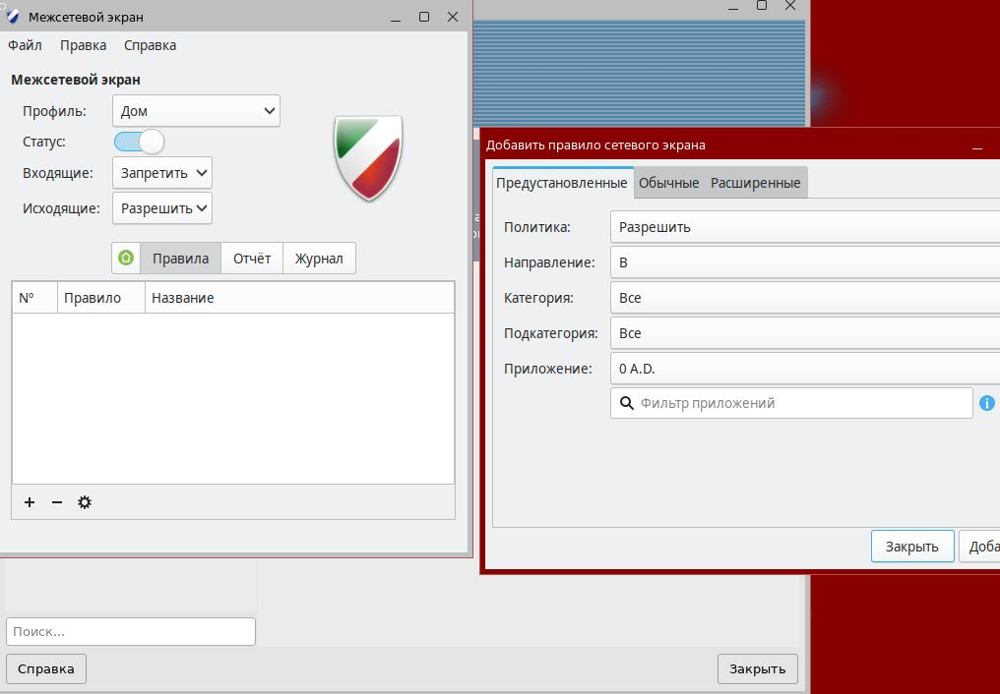 Межсетевой экран
Файл Правка Справка
Межсетевой экран
Профиль: Дом
Статус:
Входящие: Запретить
Исходящие: Разрешить
Правила Отчёт Журнал
Nº Правило Название
Добавить правило сетевого экрана
Предустановленные Обычные Расширенные
Политика: Разрешить
Направление: В
Категория: Все
Подкатегория: Все
Приложение: 0 A.D.
Фильтр приложений
Закрыть
Поиск...
Справка Закрыть